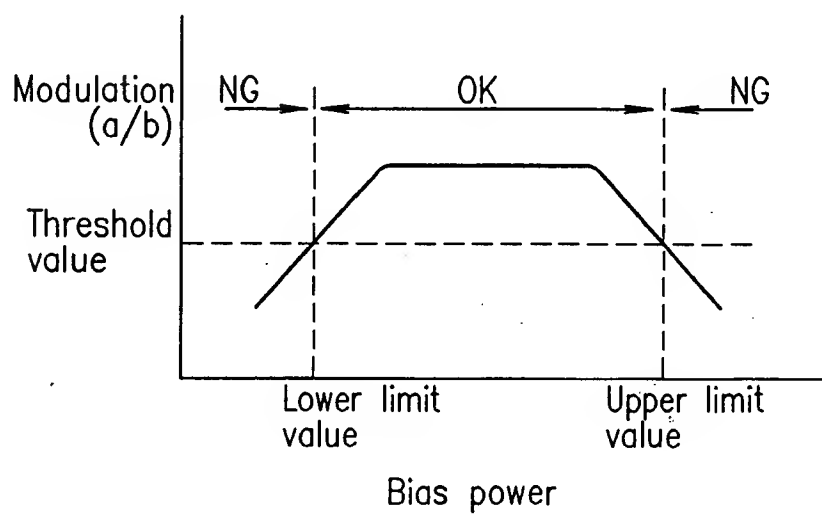 Modulation
(a/b)
NG
OK
NG
Threshold
value
Lower limit
value
Upper limit
value
Bias power